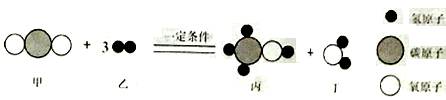 + 3 一定条件 + 氢原子
碳原子
氧原子
甲 乙 丙 丁